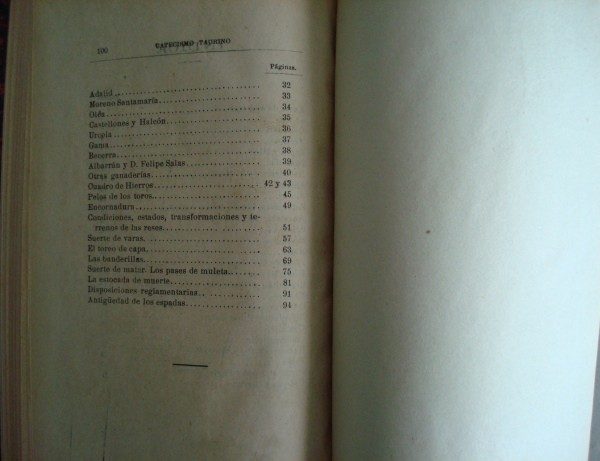 100 CATECISMO TAURINO
Páginas.
Adalid 32
Moreno Santamaría 33
Oléa 34
Castellones y Halcón 35
Uropia 36
Gama 37
Becerra 38
Albarrán y D. Felipe Salas 39
Otras ganaderías 40
Cuadro de Hierros 42 y 43
Pelos de los toros 45
Encornadura 49
Condiciones, estados, transformaciones y te-
rrenos de las reses 51
Suerte de varas 57
El toreo de capa 63
Las banderillas 69
Suerte de matar. Los pases de muleta 75
La estocada de muerte 81
Disposiciones reglamentarias 91
Antigüedad de los espadas 94